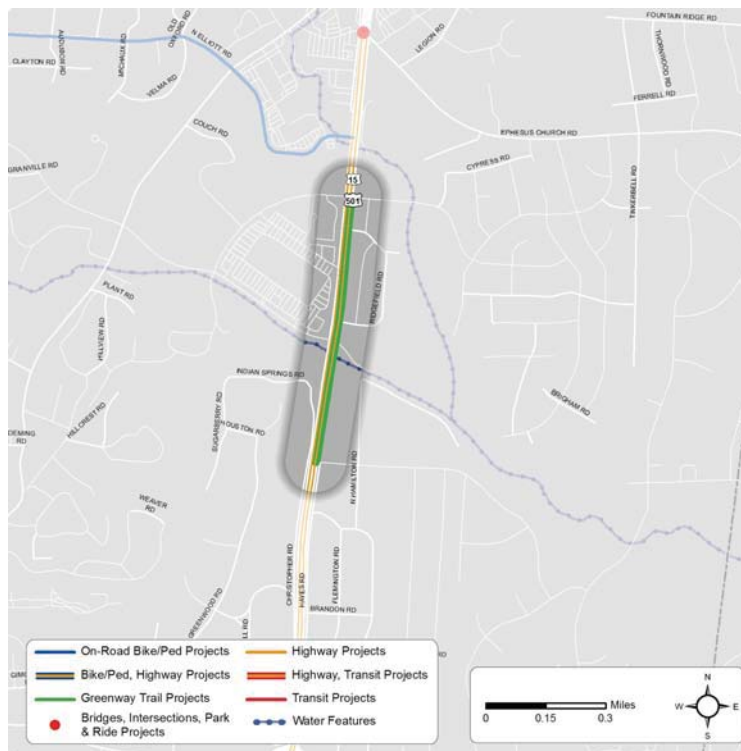 FOUNTAIN RIDGE RD
OLD
OXFORD RD
AUDUBON RD
MICHAUX RD
N ELLIOTT RD
LEGION RD
THORNWOOD RD
CLAYTON RD
VELMA RD
FERRELL RD
COUCH RD
EPHESUS CHURCH RD
CYPRESS RD
GRANVILLE RD
15
501
TINKERBELL RD
RIDGEFIELD RD
PLANT RD
HILLVIEW RD
INDIAN SPRINGS RD
SUGARBERRY RD
HOUSTON RD
BRIGHAM RD
HILLCREST RD
DEMING
RD
N HAMILTON RD
WEAVER
RD
CHRISTOPHER RD
HAYES RD
FLEMINGTON RD
GREENWOOD RD
BRANDON RD
On-Road Bike/Ped Projects
Highway Projects
Bike/Ped, Highway Projects
Highway, Transit Projects
Greenway Trail Projects
Transit Projects
Bridges, Intersections, Park
& Ride Projects
Water Features
Miles
0 0.15 0.3
N
W E
S